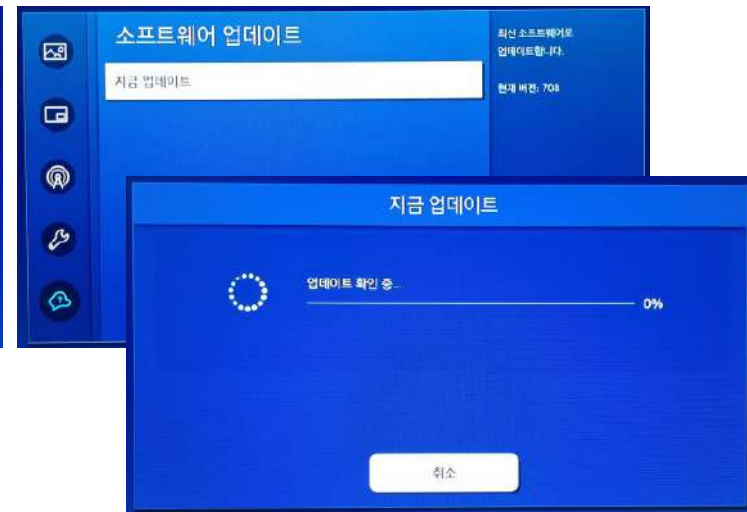 소프트웨어 업데이트
지금 업데이트
최신 소프트웨어로
업데이트합니다.
현재 버전: 708
지금 업데이트
업데이트 확인 중...
0%
취소